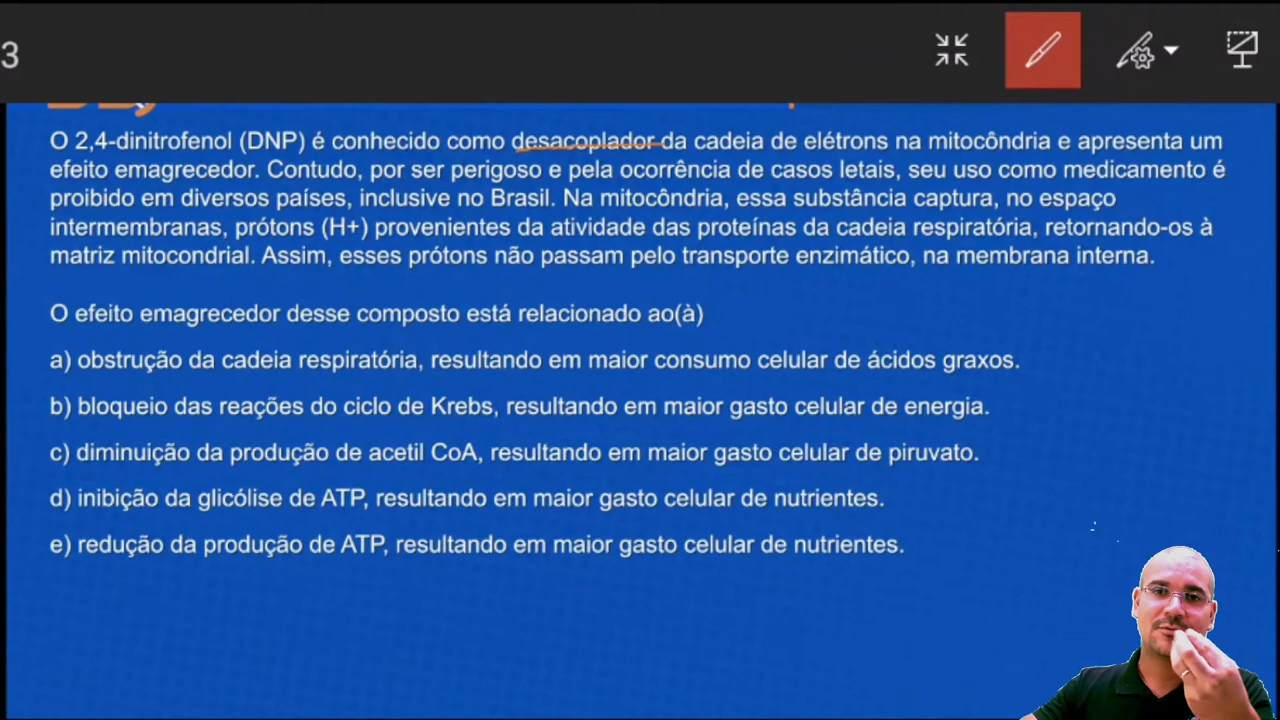 3
O 2,4-dinitrofenol (DNP) é conhecido como desacoplador da cadeia de elétrons na mitocôndria e apresenta um
efeito emagrecedor. Contudo, por ser perigoso e pela ocorrência de casos letais, seu uso como medicamento é
proibido em diversos países, inclusive no Brasil. Na mitocôndria, essa substância captura, no espaço
intermembranas, prótons (H+) provenientes da atividade das proteínas da cadeia respiratória, retornando-os à
matriz mitocondrial. Assim, esses prótons não passam pelo transporte enzimático, na membrana interna.
O efeito emagrecedor desse composto está relacionado ao(à)
a) obstrução da cadeia respiratória, resultando em maior consumo celular de ácidos graxos.
b) bloqueio das reações do ciclo de Krebs, resultando em maior gasto celular de energia.
c) diminuição da produção de acetil CoA, resultando em maior gasto celular de piruvato.
d) inibição da glicólise de ATP, resultando em maior gasto celular de nutrientes.
e) redução da produção de ATP, resultando em maior gasto celular de nutrientes.